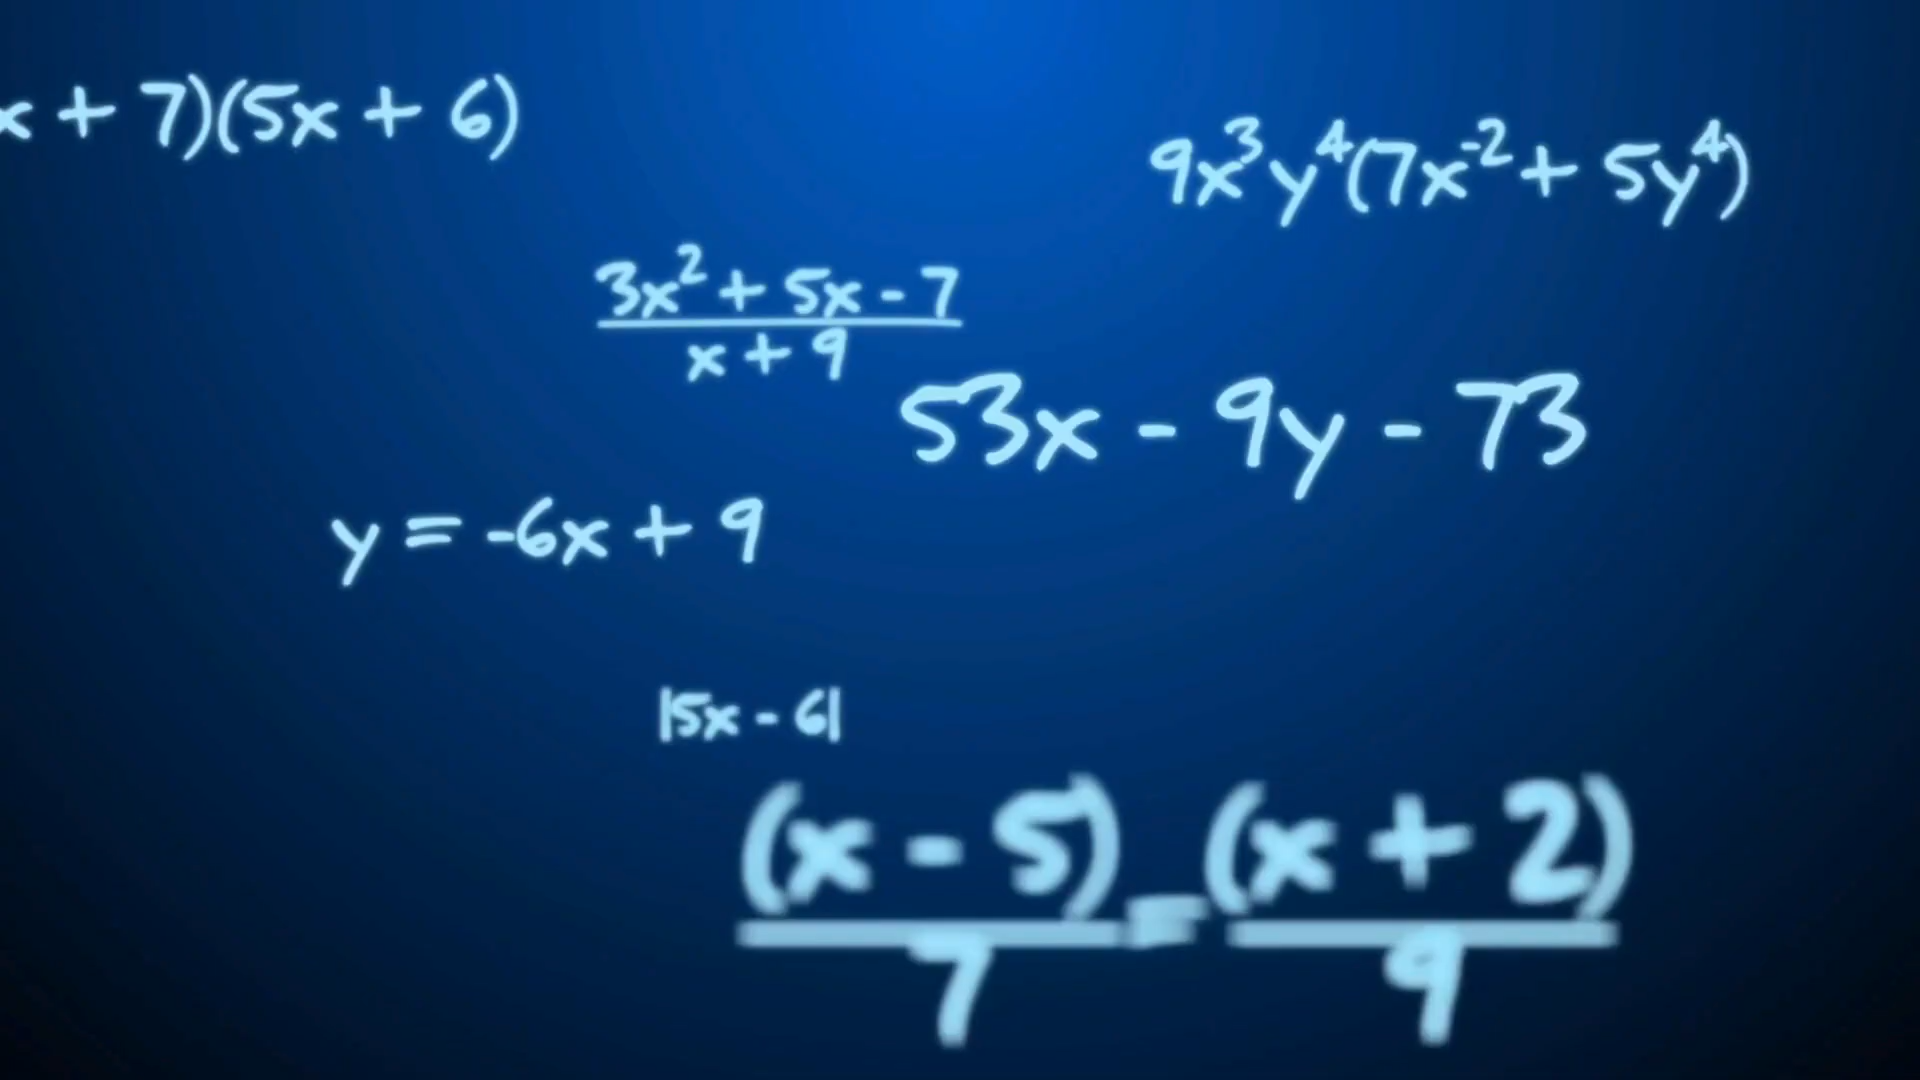 x + 7)(5x + 6)
9x³y⁴(7x⁻² + 5y⁴)
3x² + 5x - 7
x + 9
53x - 9y - 73
y = -6x + 9
|5x - 6|
(x - 5) = (x + 2)
7 9